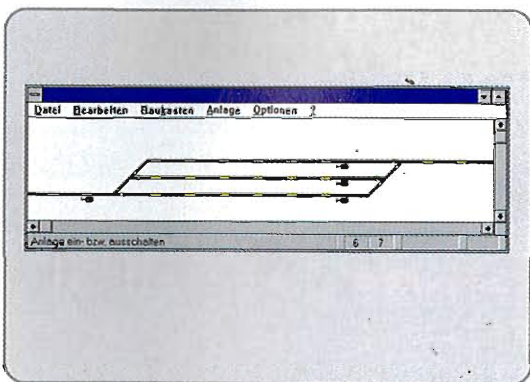 Datei Bearbeiten Baukasten Anlage Optionen ?
Anlage ein- bzw. ausschalten 6 7